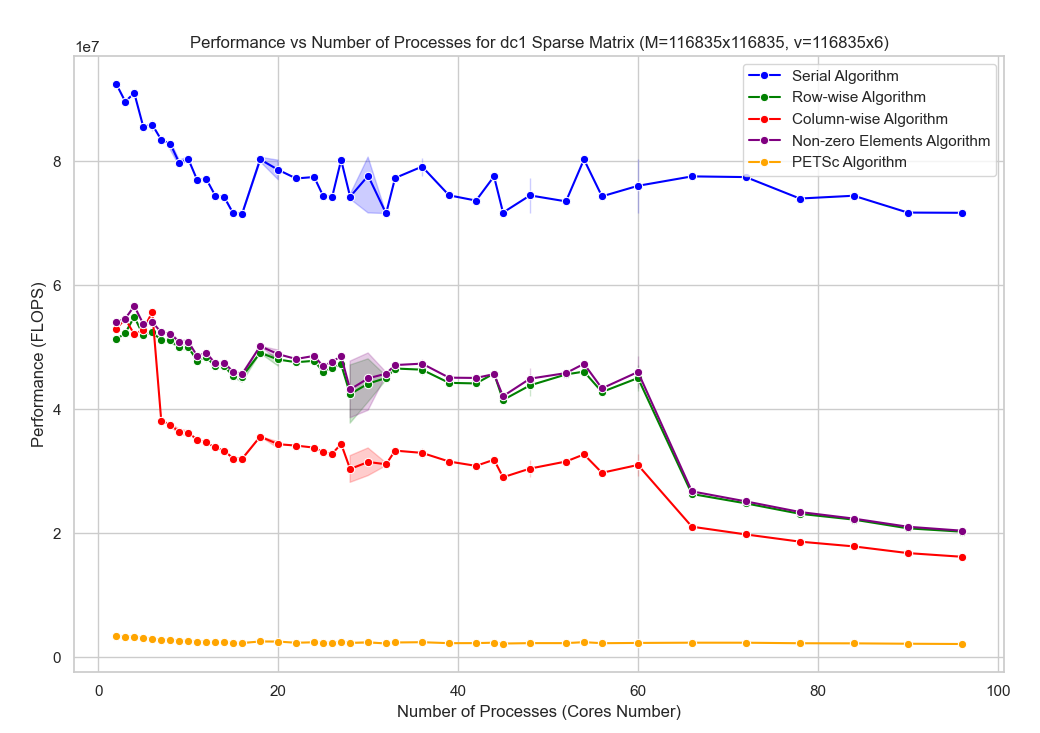 Performance vs Number of Processes for dc1 Sparse Matrix (M=116835x116835, v=116835x6)
1e7
Serial Algorithm
Row-wise Algorithm
Column-wise Algorithm
Non-zero Elements Algorithm
PETSc Algorithm
8
6
4
2
0
Performance (FLOPS)
0 20 40 60 80 100
Number of Processes (Cores Number)